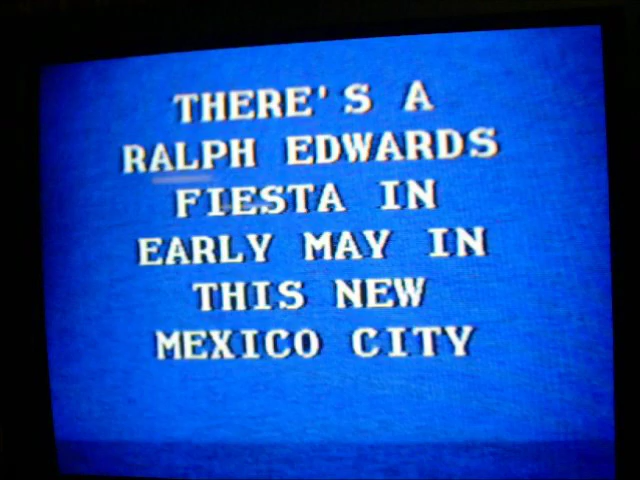 THERE'S A
RALPH EDWARDS
FIESTA IN
EARLY MAY IN
THIS NEW
MEXICO CITY